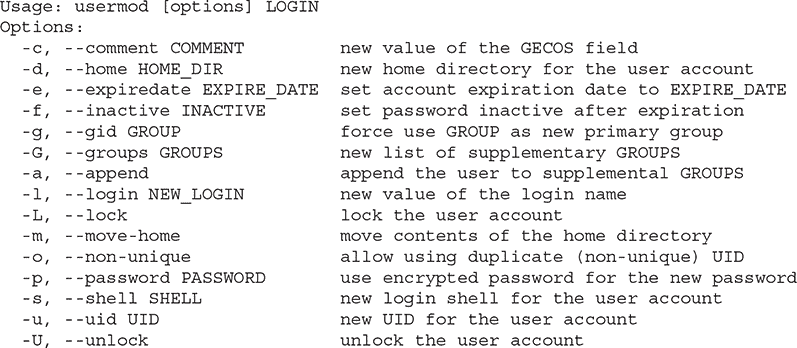 Usage: usermod [options] LOGIN
Options:
  -c, --comment COMMENT         new value of the GECOS field
  -d, --home HOME_DIR           new home directory for the user account
  -e, --expiredate EXPIRE_DATE  set account expiration date to EXPIRE_DATE
  -f, --inactive INACTIVE       set password inactive after expiration
  -g, --gid GROUP               force use GROUP as new primary group
  -G, --groups GROUPS           new list of supplementary GROUPS
  -a, --append                  append the user to supplemental GROUPS
  -l, --login NEW_LOGIN         new value of the login name
  -L, --lock                    lock the user account
  -m, --move-home               move contents of the home directory
  -o, --non-unique              allow using duplicate (non-unique) UID
  -p, --password PASSWORD       use encrypted password for the new password
  -s, --shell SHELL             new login shell for the user account
  -u, --uid UID                 new UID for the user account
  -U, --unlock                  unlock the user account